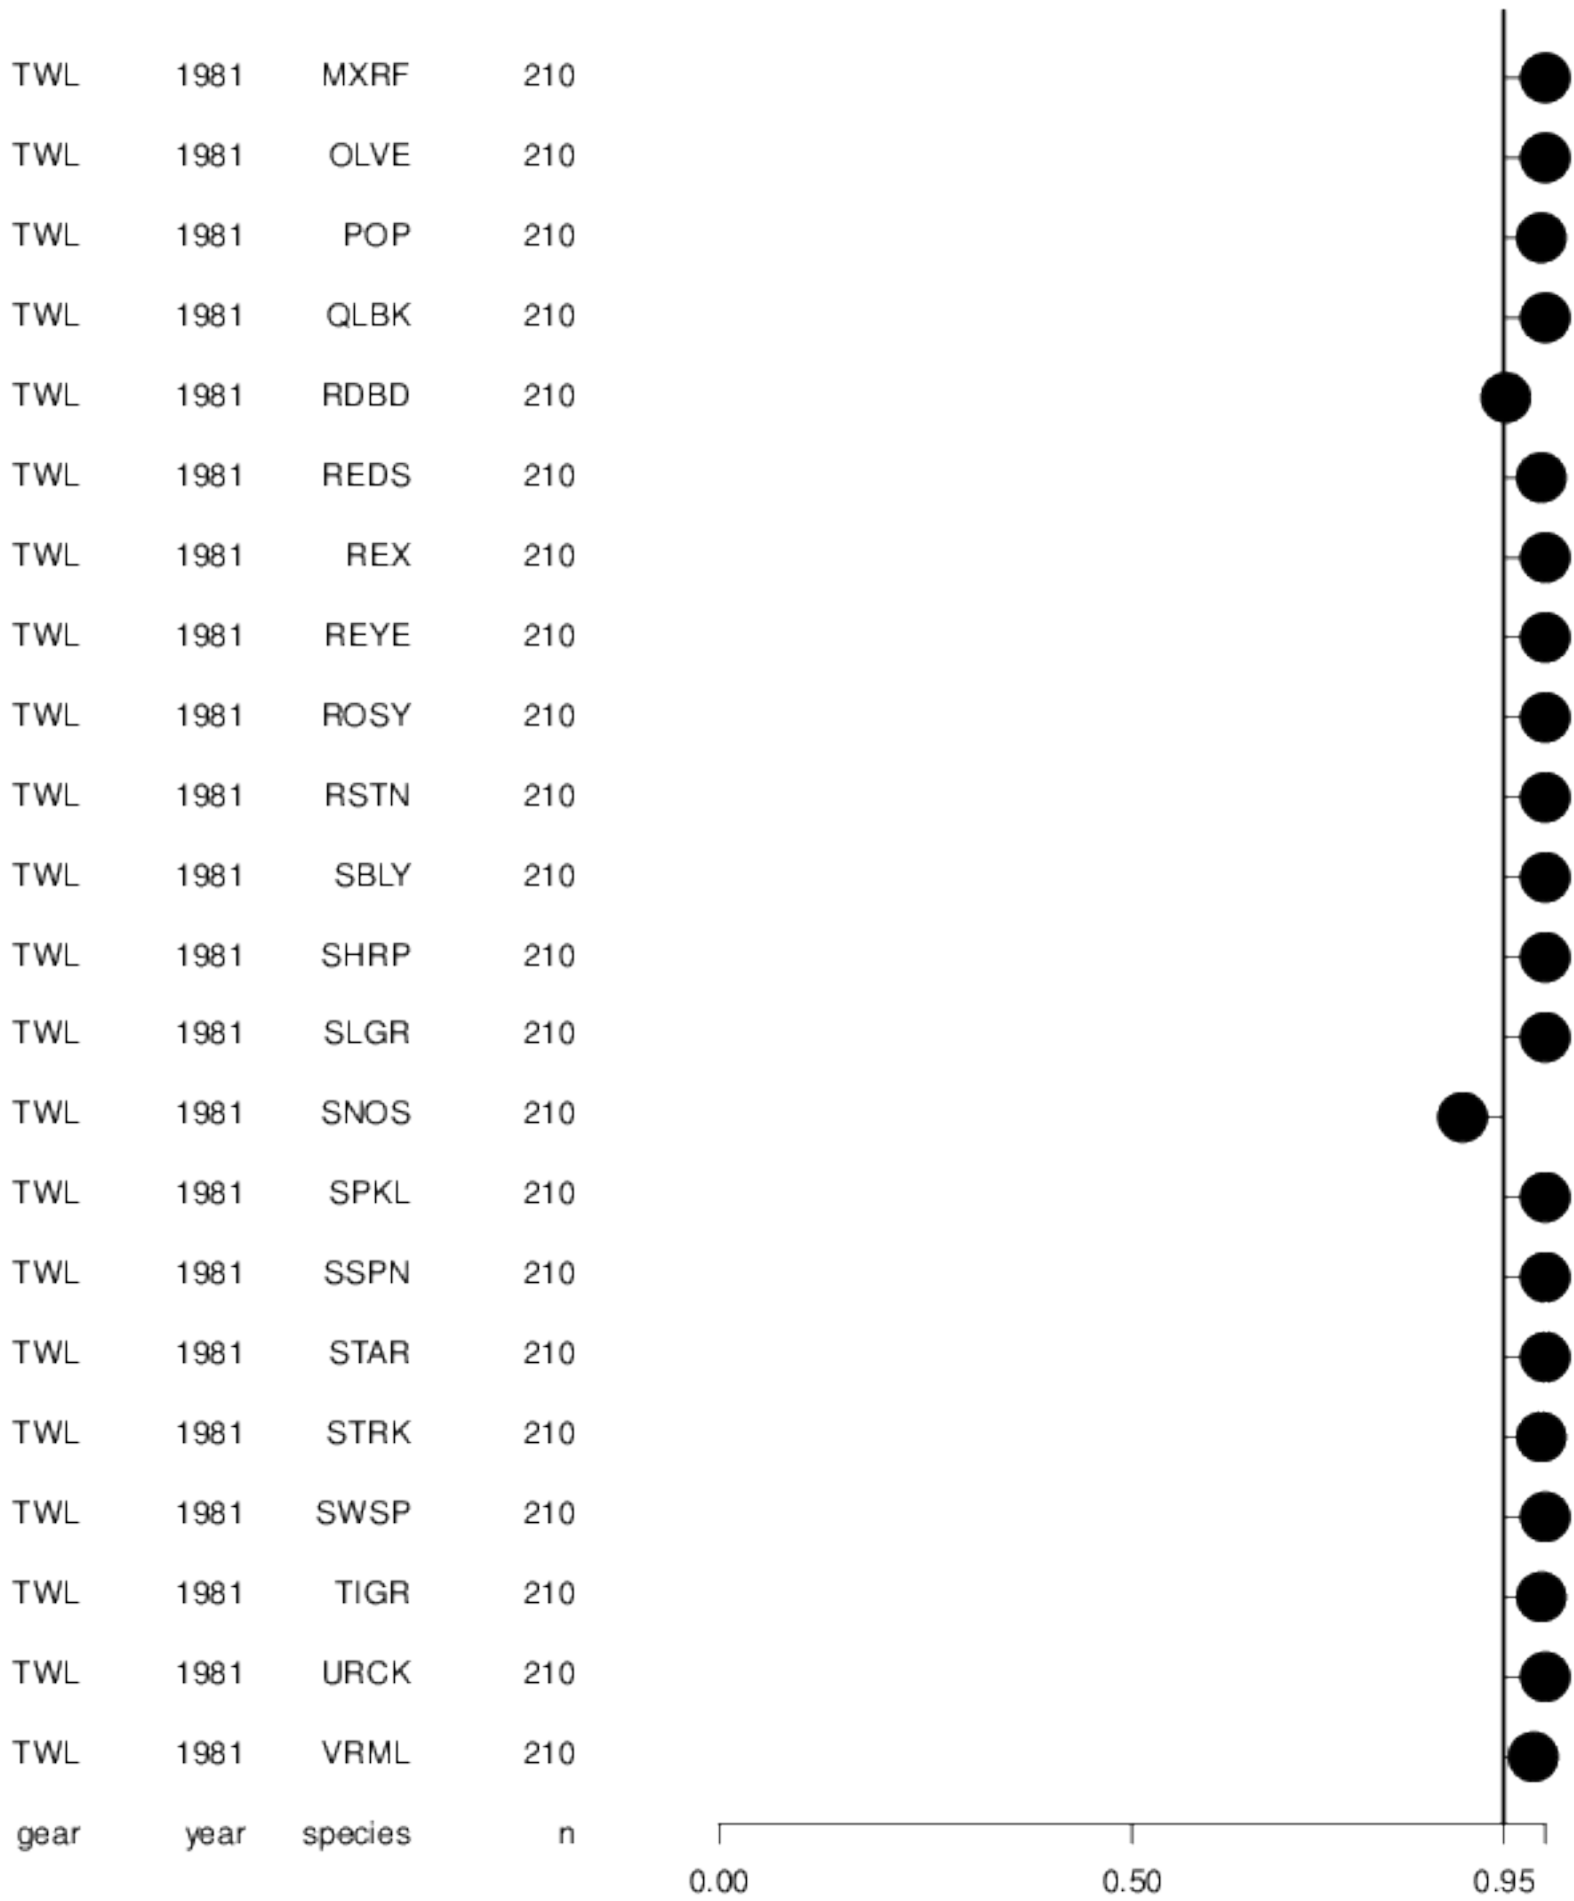 TWL 1981 MXRF 210
TWL 1981 OLVE 210
TWL 1981 POP 210
TWL 1981 QLBK 210
TWL 1981 RDBD 210
TWL 1981 REDS 210
TWL 1981 REX 210
TWL 1981 REYE 210
TWL 1981 ROSY 210
TWL 1981 RSTN 210
TWL 1981 SBLY 210
TWL 1981 SHRP 210
TWL 1981 SLGR 210
TWL 1981 SNOS 210
TWL 1981 SPKL 210
TWL 1981 SSPN 210
TWL 1981 STAR 210
TWL 1981 STRK 210
TWL 1981 SWSP 210
TWL 1981 TIGR 210
TWL 1981 URCK 210
TWL 1981 VRML 210
gear year species n
0.00 0.50 0.95